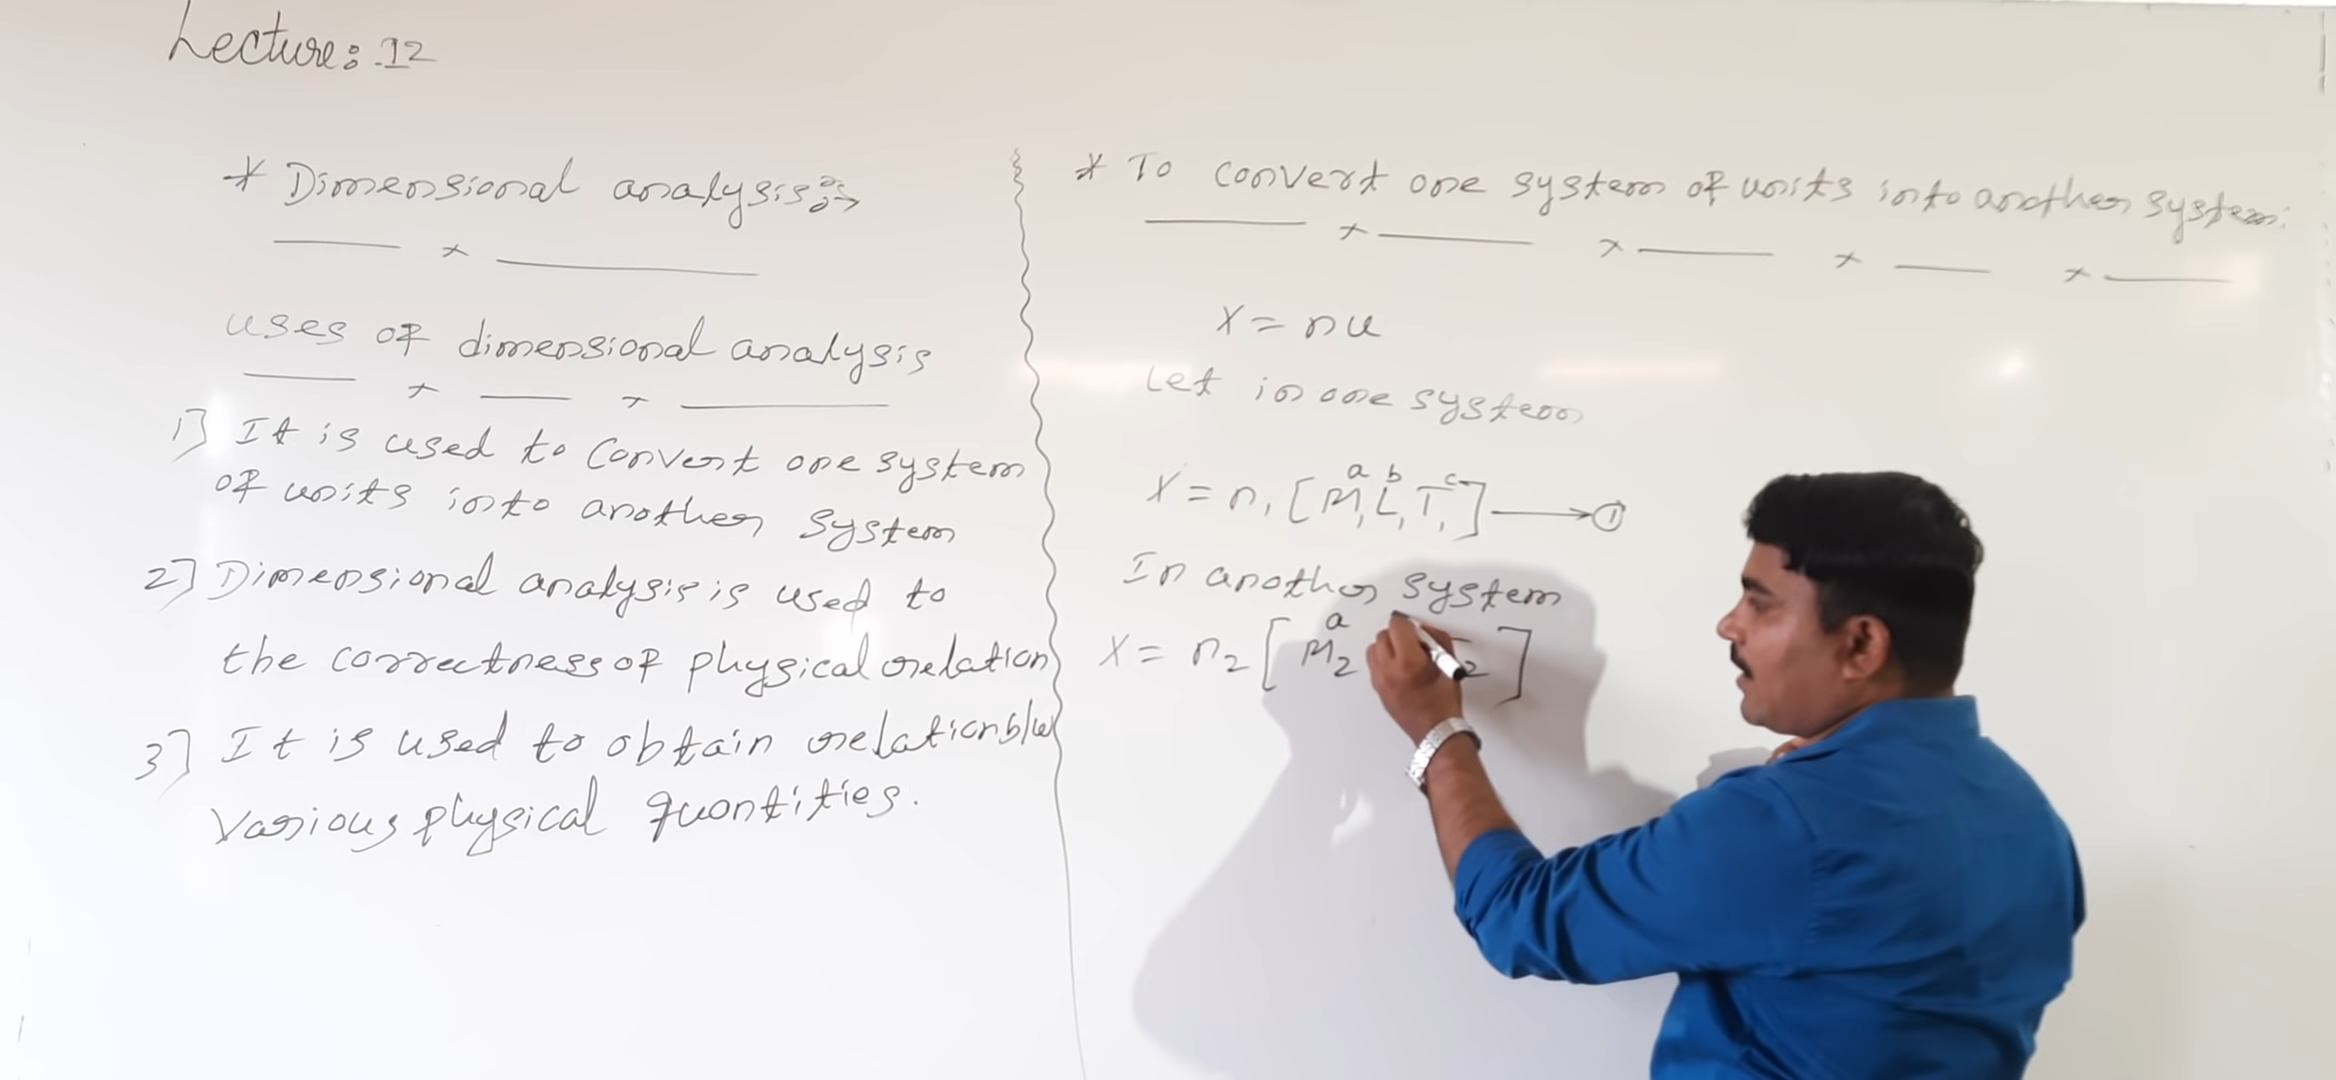 Lecture: 12
* Dimensional analysis:→
uses of dimensional analysis
1] It is used to convert one system
of units into another system
2] Dimensional analysis is used to
the correctness of physical relation
3] It is used to obtain relation b/w
various physical quantities.
* To convert one system of units into another system:
X = nu
Let in one system
X = n₁ [M₁ᵃ L₁ᵇ T₁ᶜ] → ①
In another system
X = n₂ [M₂ᵃ T₂]